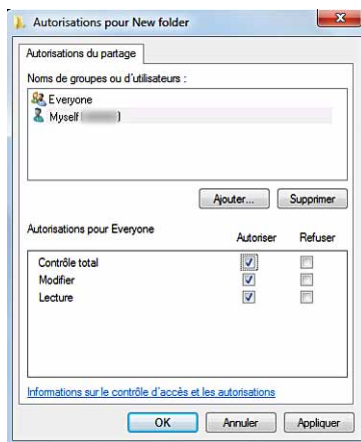 Autorisations pour New folder
Autorisations du partage
Noms de groupes ou d'utilisateurs :
Everyone
Myself ( )
Ajouter... Supprimer
Autorisations pour Everyone Autoriser Refuser
Contrôle total
Modifier
Lecture
Informations sur le contrôle d'accès et les autorisations
OK Annuler Appliquer